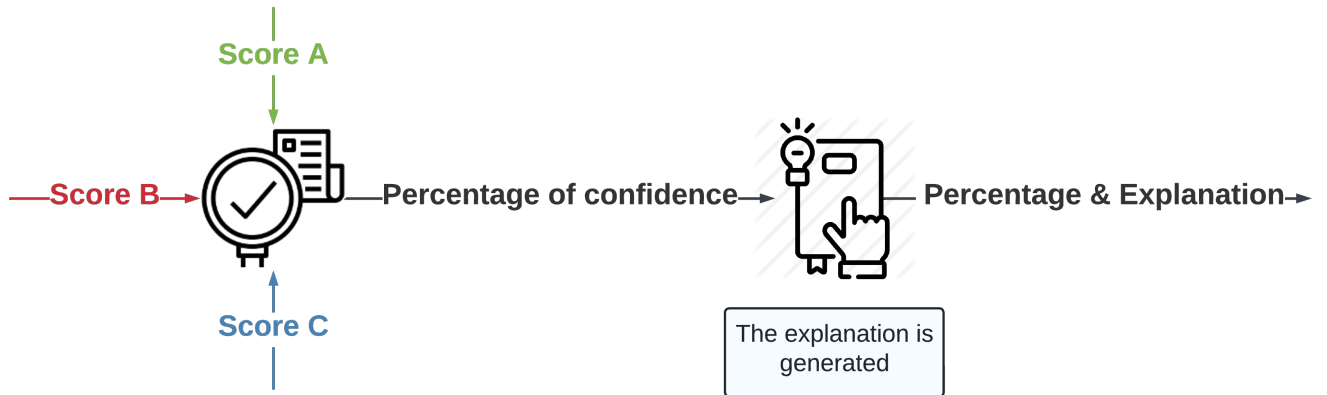 Score A
Score B
Percentage of confidence
Percentage & Explanation
Score C
The explanation is
generated